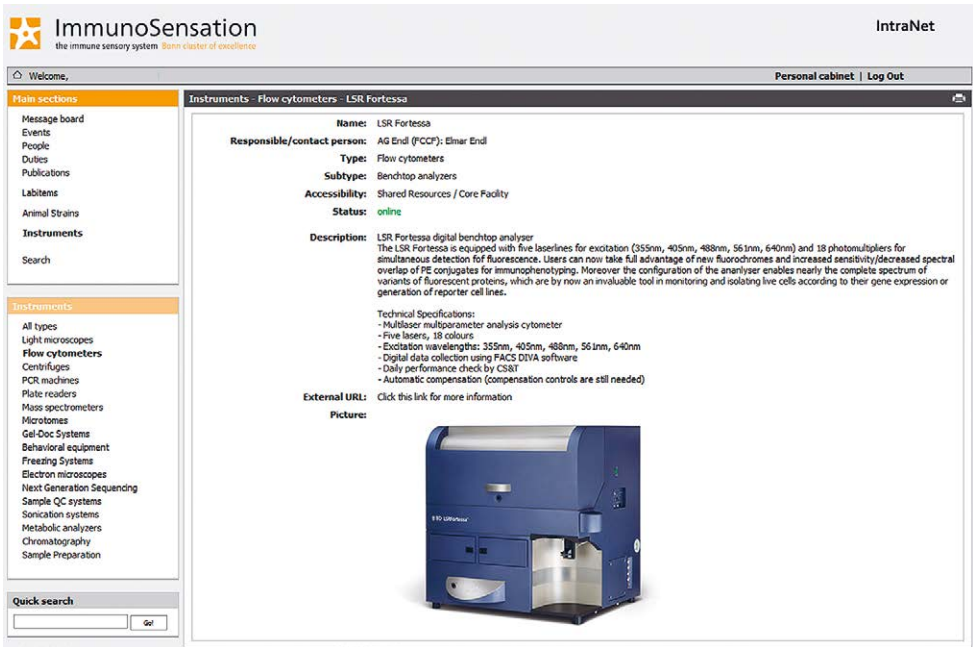 ImmunoSensation
the immune sensory system Bonn cluster of excellence
IntraNet
Welcome,
Personal cabinet | Log Out
Main sections
Message board
Events
People
Duties
Publications
Labitems
Animal Strains
Instruments
Search
Instruments
All types
Light microscopes
Flow cytometers
Centrifuges
PCR machines
Plate readers
Mass spectrometers
Microtomes
Gel-Doc Systems
Behavioral equipment
Freezing Systems
Electron microscopes
Next Generation Sequencing
Sample QC systems
Sonication systems
Metabolic analyzers
Chromatography
Sample Preparation
Quick search
Go!
Instruments - Flow cytometers - LSR Fortessa
Name: LSR Fortessa
Responsible/contact person: AG Endl (FCCF): Elmar Endl
Type: Flow cytometers
Subtype: Benchtop analyzers
Accessibility: Shared Resources / Core Facility
Status: online
Description: LSR Fortessa digital benchtop analyser
The LSR Fortessa is equipped with five laserlines for excitation (355nm, 405nm, 488nm, 561nm, 640nm) and 18 photomultipliers for
simultaneous detection fof fluorescence. Users can now take full advantage of new fluorochromes and increased sensitivity/decreased spectral
overlap of PE conjugates for immunophenotyping. Moreover the configuration of the ananlyser enables nearly the complete spectrum of
variants of fluorescent proteins, which are by now an invaluable tool in monitoring and isolating live cells according to their gene expression or
generation of reporter cell lines.
Technical Specifications:
- Multilaser multiparameter analysis cytometer
- Five lasers, 18 colours
- Excitation wavelengths: 355nm, 405nm, 488nm, 561nm, 640nm
- Digital data collection using FACS DIVA software
- Daily performance check by CS&T
- Automatic compensation (compensation controls are still needed)
External URL: Click this link for more information
Picture:
BD LSRFortessa